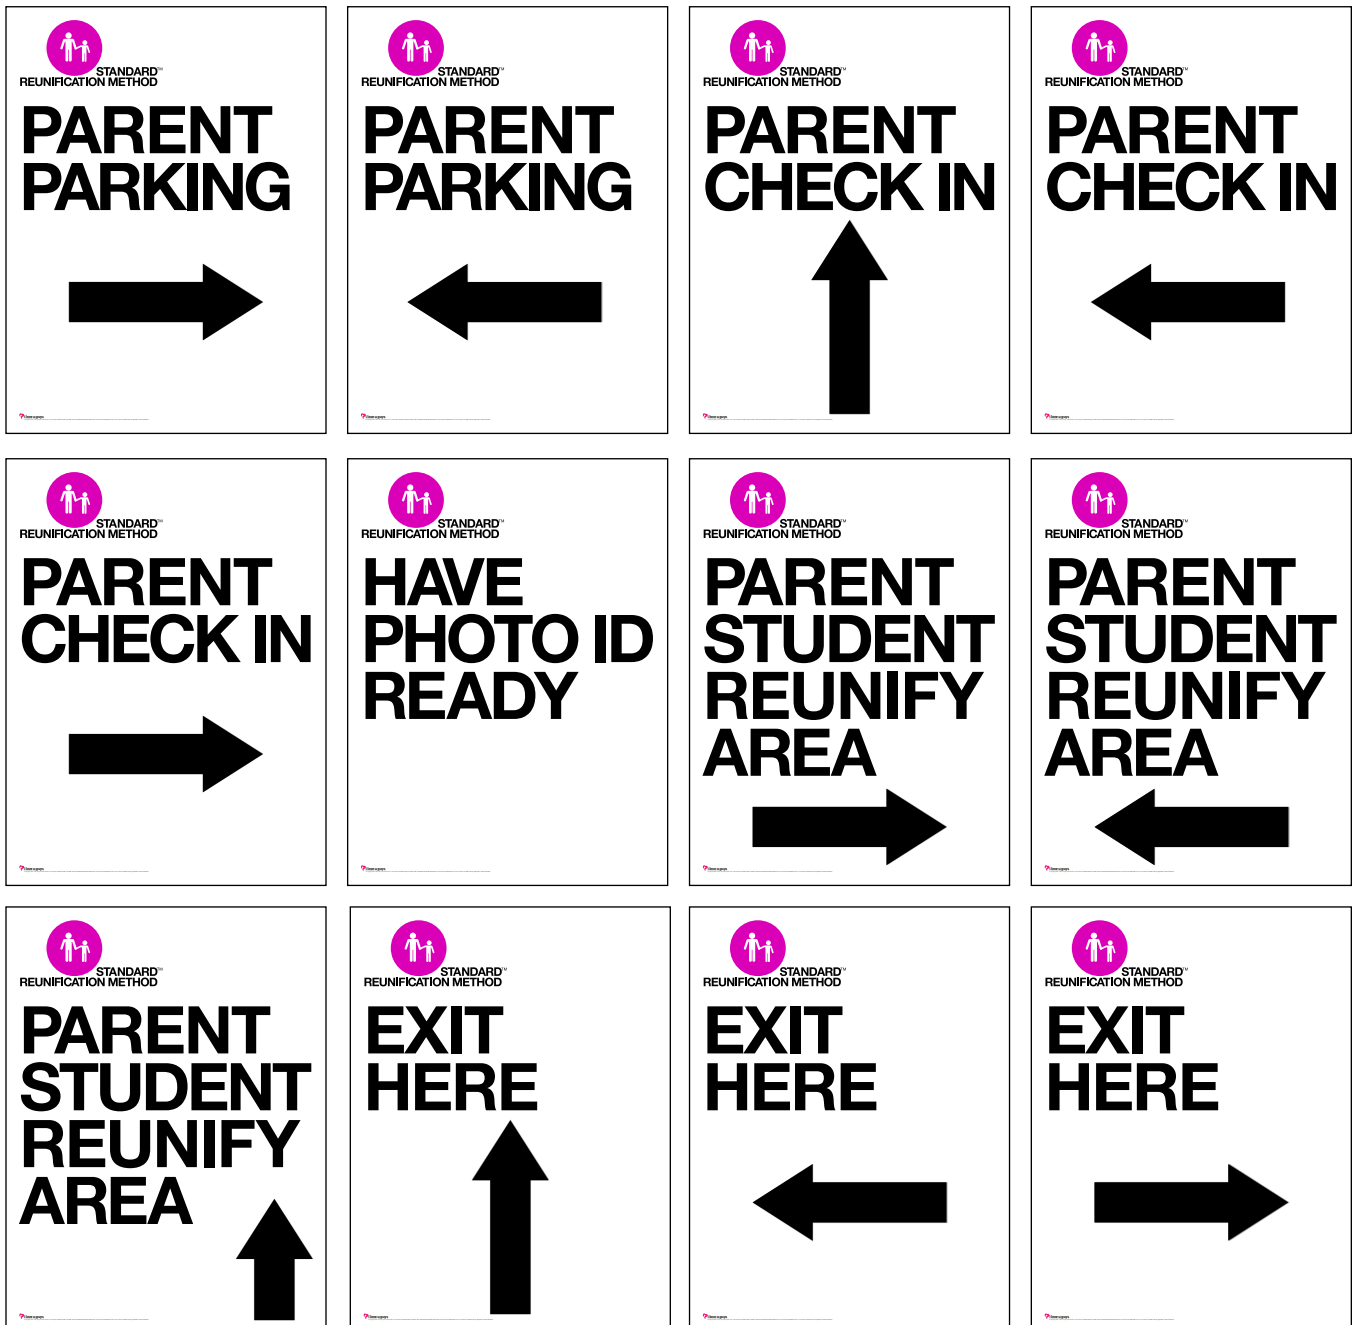 STANDARD™
REUNIFICATION METHOD
PARENT
PARKING
STANDARD™
REUNIFICATION METHOD
PARENT
PARKING
STANDARD™
REUNIFICATION METHOD
PARENT
CHECK IN
STANDARD™
REUNIFICATION METHOD
PARENT
CHECK IN
STANDARD™
REUNIFICATION METHOD
PARENT
CHECK IN
STANDARD™
REUNIFICATION METHOD
HAVE
PHOTO ID
READY
STANDARD™
REUNIFICATION METHOD
PARENT
STUDENT
REUNIFY
AREA
STANDARD™
REUNIFICATION METHOD
PARENT
STUDENT
REUNIFY
AREA
STANDARD™
REUNIFICATION METHOD
PARENT
STUDENT
REUNIFY
AREA
STANDARD™
REUNIFICATION METHOD
EXIT
HERE
STANDARD™
REUNIFICATION METHOD
EXIT
HERE
STANDARD™
REUNIFICATION METHOD
EXIT
HERE